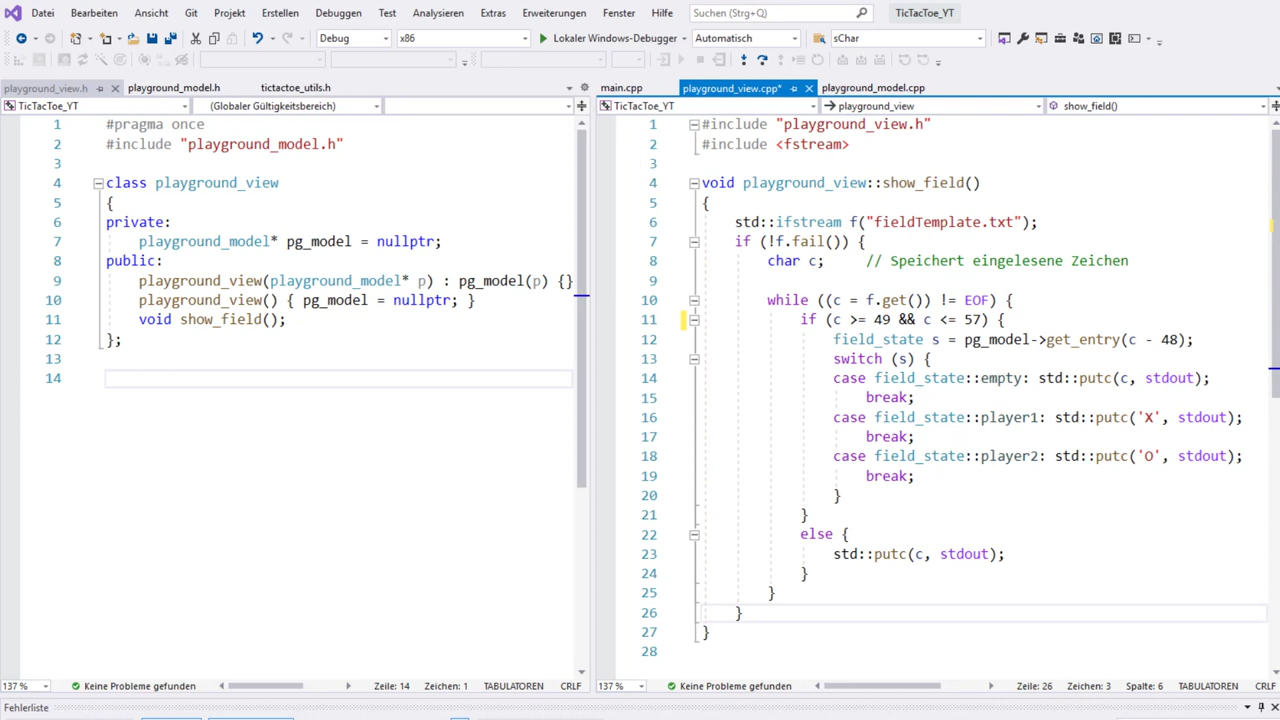 Datei Bearbeiten Ansicht Git Projekt Erstellen Debuggen Test Analysieren Extras Erweiterungen Fenster Hilfe Suchen (Strg+Q) TicTacToe_YT
Debug x86 Lokaler Windows-Debugger Automatisch sChar
playground_view.h playground_model.h tictactoe_utils.h
TicTacToe_YT (Globaler Gültigkeitsbereich)
1 #pragma once
2 #include "playground_model.h"
3
4 class playground_view
5 {
6 private:
7 playground_model* pg_model = nullptr;
8 public:
9 playground_view(playground_model* p) : pg_model(p) {}
10 playground_view() { pg_model = nullptr; }
11 void show_field();
12 };
13
14
137 % Keine Probleme gefunden Zeile: 14 Zeichen: 1 TABULATOREN CRLF
main.cpp playground_view.cpp* playground_model.cpp
TicTacToe_YT playground_view show_field()
1 #include "playground_view.h"
2 #include <fstream>
3
4 void playground_view::show_field()
5 {
6 std::ifstream f("fieldTemplate.txt");
7 if (!f.fail()) {
8 char c; // Speichert eingelesene Zeichen
9
10 while ((c = f.get()) != EOF) {
11 if (c >= 49 && c <= 57) {
12 field_state s = pg_model->get_entry(c - 48);
13 switch (s) {
14 case field_state::empty: std::putc(c, stdout);
15 break;
16 case field_state::player1: std::putc('X', stdout);
17 break;
18 case field_state::player2: std::putc('O', stdout);
19 break;
20 }
21 }
22 else {
23 std::putc(c, stdout);
24 }
25 }
26 }
27 }
28
137 % Keine Probleme gefunden Zeile: 26 Zeichen: 3 Spalte: 6 TABULATOREN CRLF
Fehlerliste